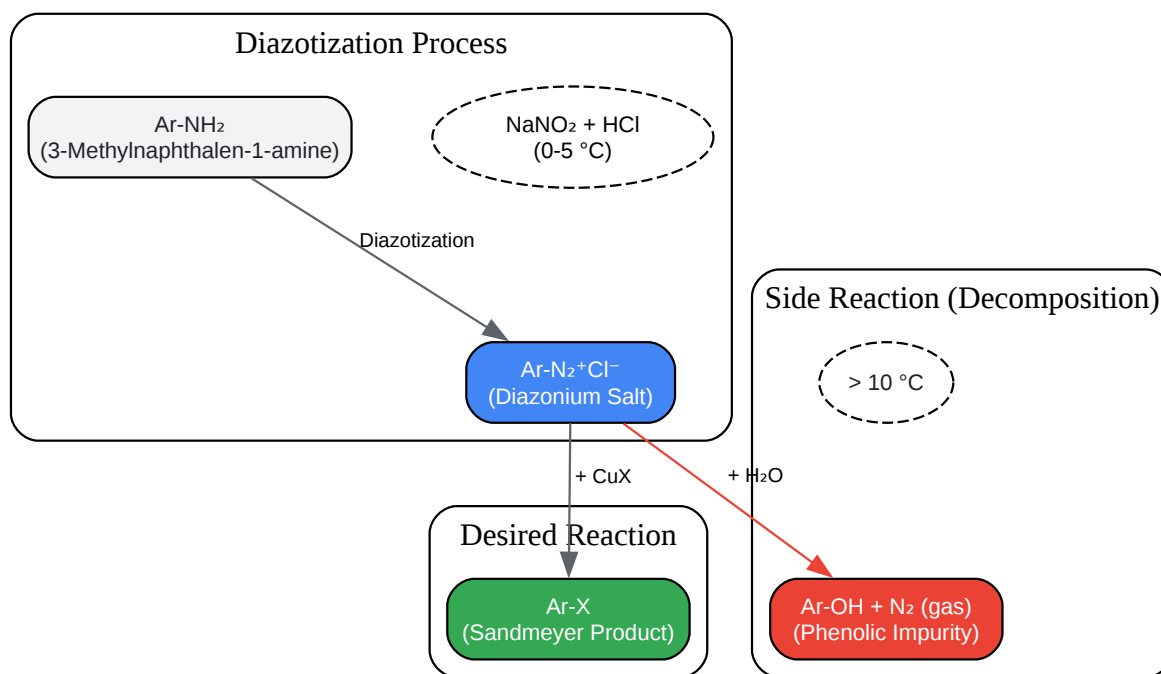 Diazotization Process
Ar-NH₂
(3-Methylnaphthalen-1-amine)
NaNO₂ + HCl
(0-5 °C)
Diazotization
Ar-N₂⁺Cl⁻
(Diazonium Salt)
Side Reaction (Decomposition)
> 10 °C
+ CuX
+ H₂O
Desired Reaction
Ar-X
(Sandmeyer Product)
Ar-OH + N₂ (gas)
(Phenolic Impurity)